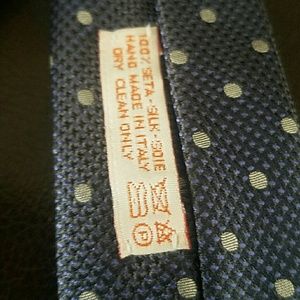 100% SETA-SILK-SOIE
HAND MADE IN ITALY
DRY CLEAN ONLY
P